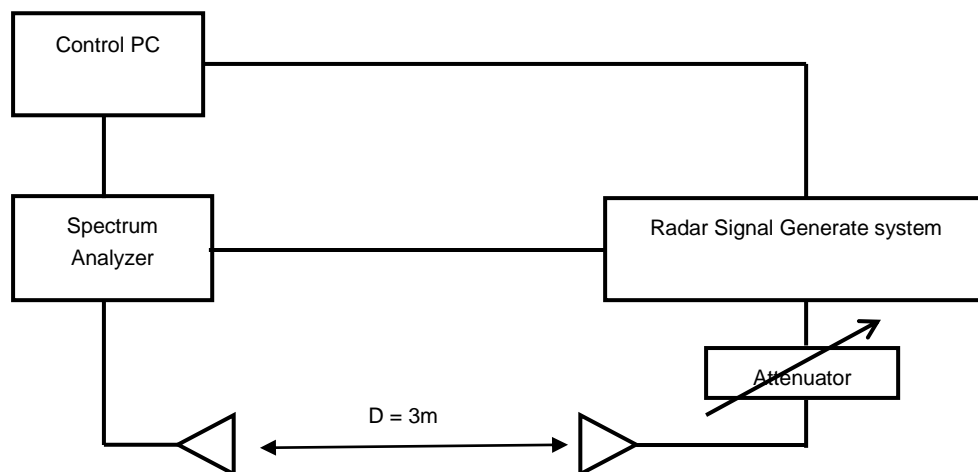 Control PC
Spectrum
Analyzer
Radar Signal Generate system
Attenuator
D = 3m